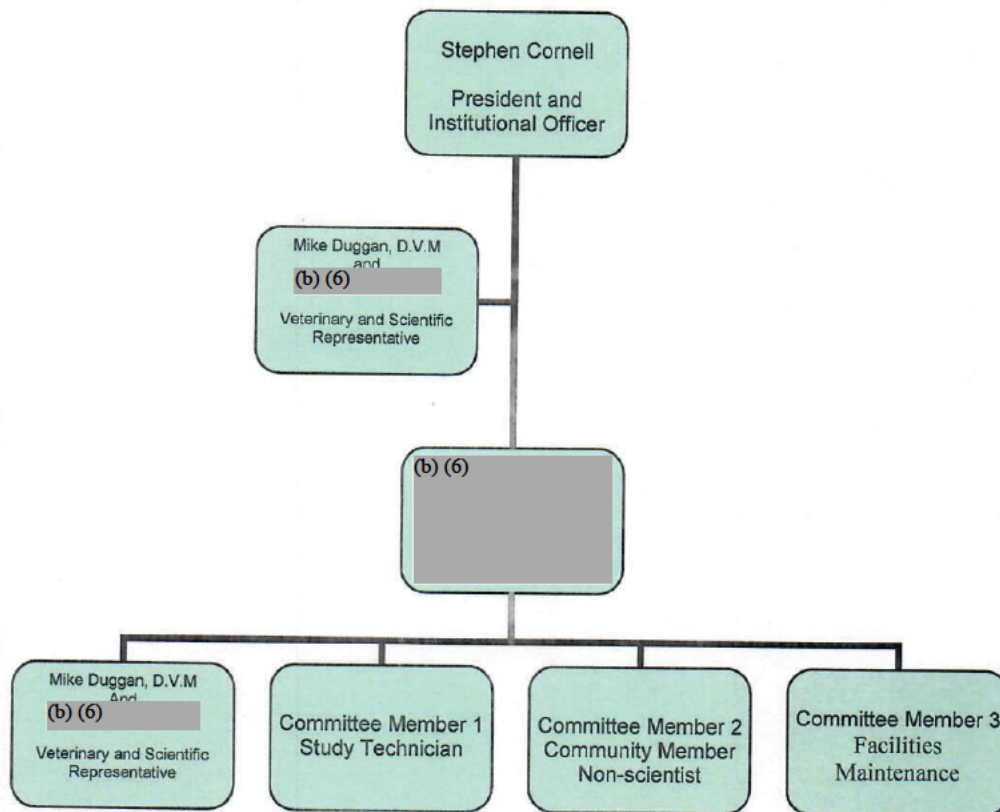 Stephen Cornell
President and
Institutional Officer
Mike Duggan, D.V.M
and
(b) (6)
Veterinary and Scientific
Representative
(b) (6)
Mike Duggan, D.V.M
And
(b) (6)
Veterinary and Scientific
Representative
Committee Member 1
Study Technician
Committee Member 2
Community Member
Non-scientist
Committee Member 3
Facilities
Maintenance